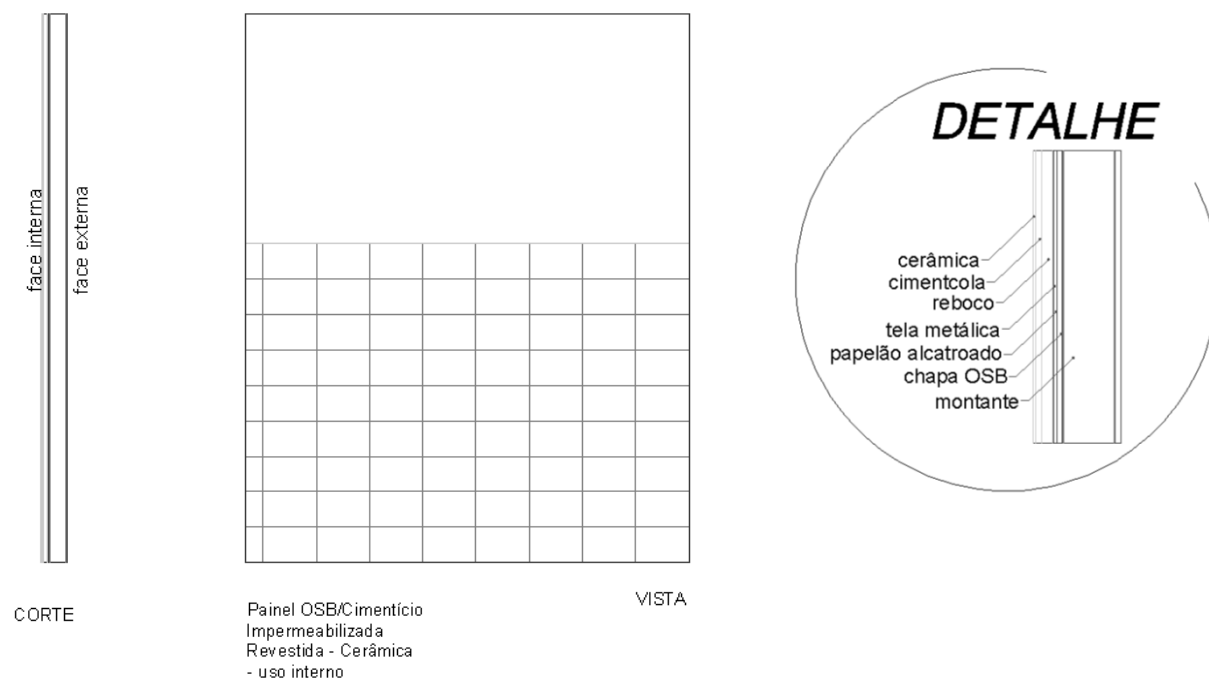 face interna
face externa
CORTE
Painel OSB/Cimentício
Impermeabilizada
Revestida - Cerâmica
- uso interno
VISTA
DETALHE
cerâmica
cimentcola
reboco
tela metálica
papelão alcatroado
chapa OSB
montante